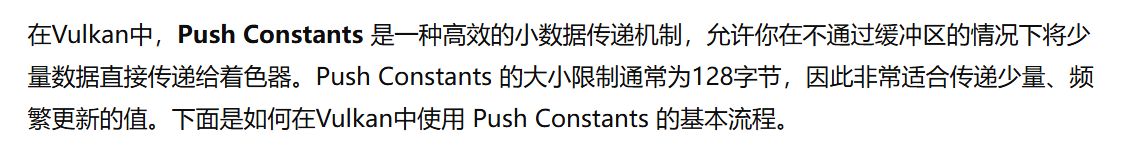 在Vulkan中，Push Constants 是一种高效的小数据传递机制，允许你在不通过缓冲区的情况下将少
量数据直接传递给着色器。Push Constants 的大小限制通常为128字节，因此非常适合传递少量、频
繁更新的值。下面是如何在Vulkan中使用 Push Constants 的基本流程。